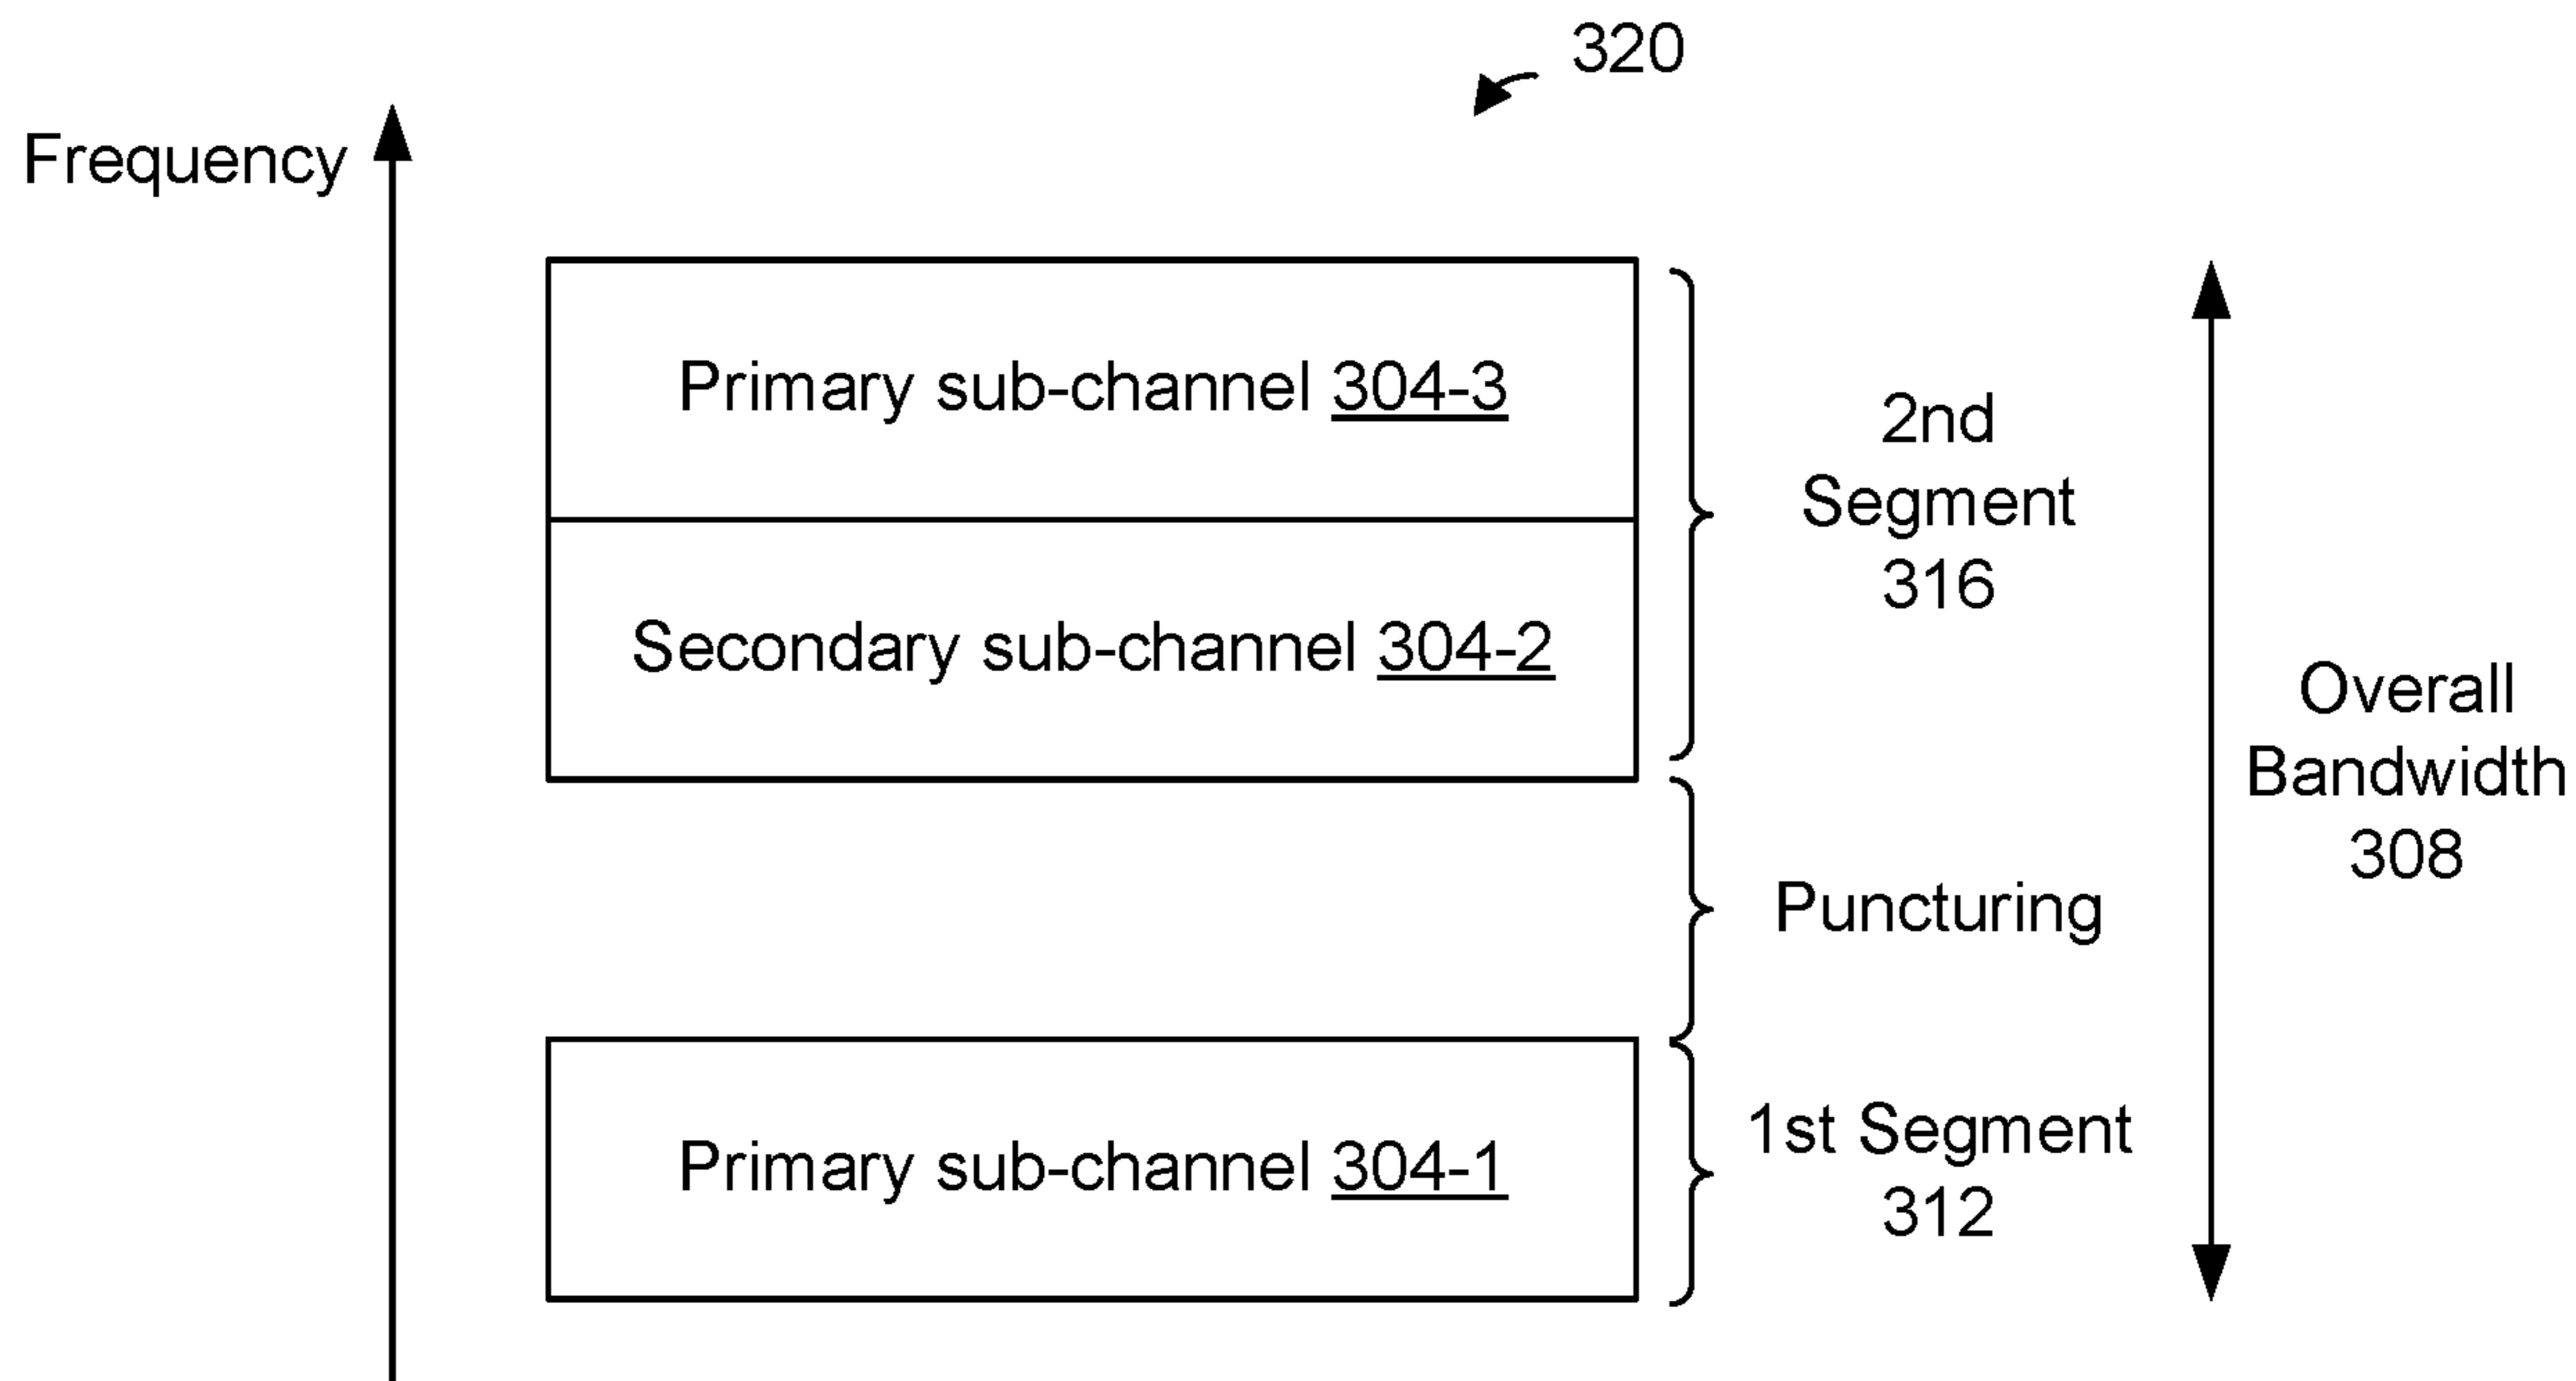 320
Frequency
Primary sub-channel 304-3
2nd
Segment
316
Secondary sub-channel 304-2
Overall
Bandwidth
308
Puncturing
1st Segment
312
Primary sub-channel 304-1